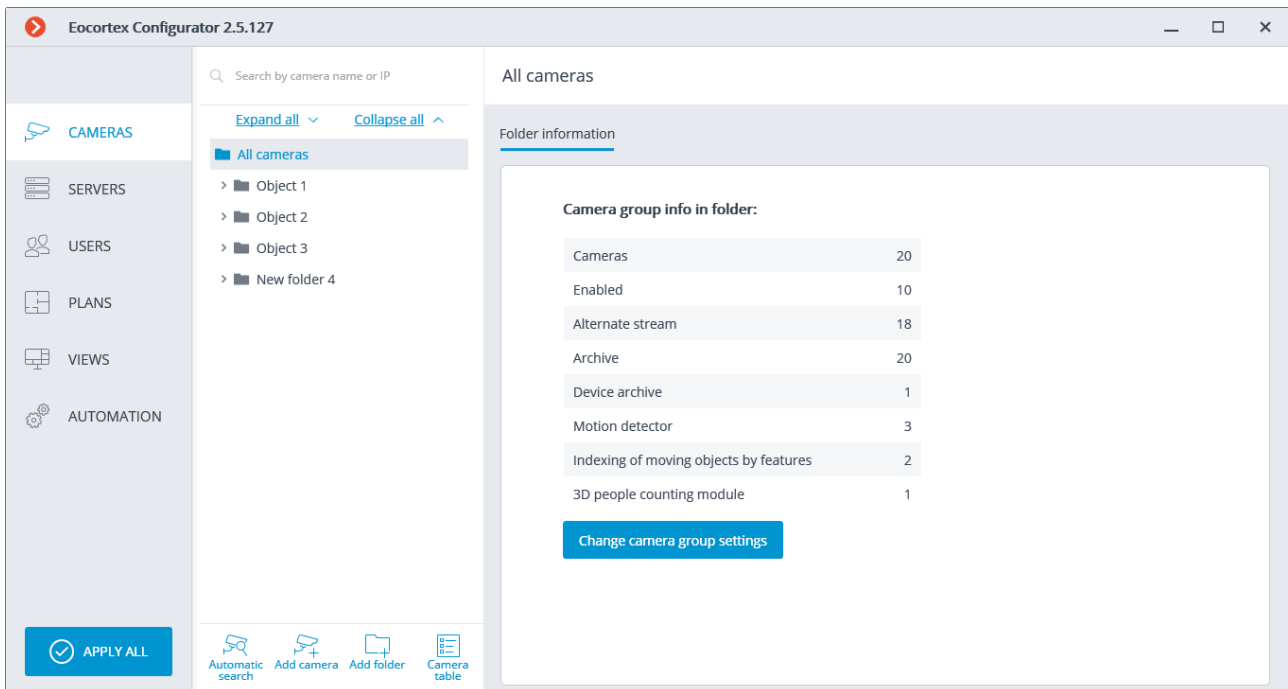 Eocortex Configurator 2.5.127
Search by camera name or IP
All cameras
Expand all
Collapse all
CAMERAS
SERVERS
USERS
PLANS
VIEWS
AUTOMATION
All cameras
Object 1
Object 2
Object 3
New folder 4
Folder information
Camera group info in folder:
Cameras 20
Enabled 10
Alternate stream 18
Archive 20
Device archive 1
Motion detector 3
Indexing of moving objects by features 2
3D people counting module 1
Change camera group settings
APPLY ALL
Automatic search
Add camera
Add folder
Camera table